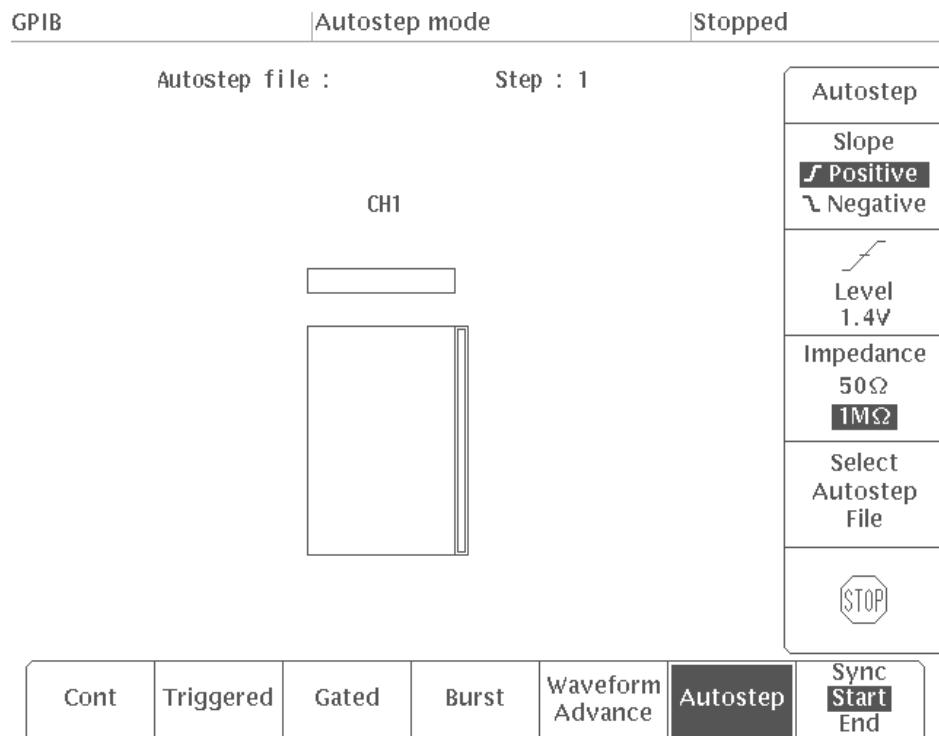 GPIB Autostep mode Stopped
Autostep file : Step : 1
CH1
Autostep
Slope
Positive
Negative
Level
1.4V
Impedance
50Ω
1MΩ
Select
Autostep
File
STOP
Cont Triggered Gated Burst
Waveform
Advance
Autostep
Sync
Start
End